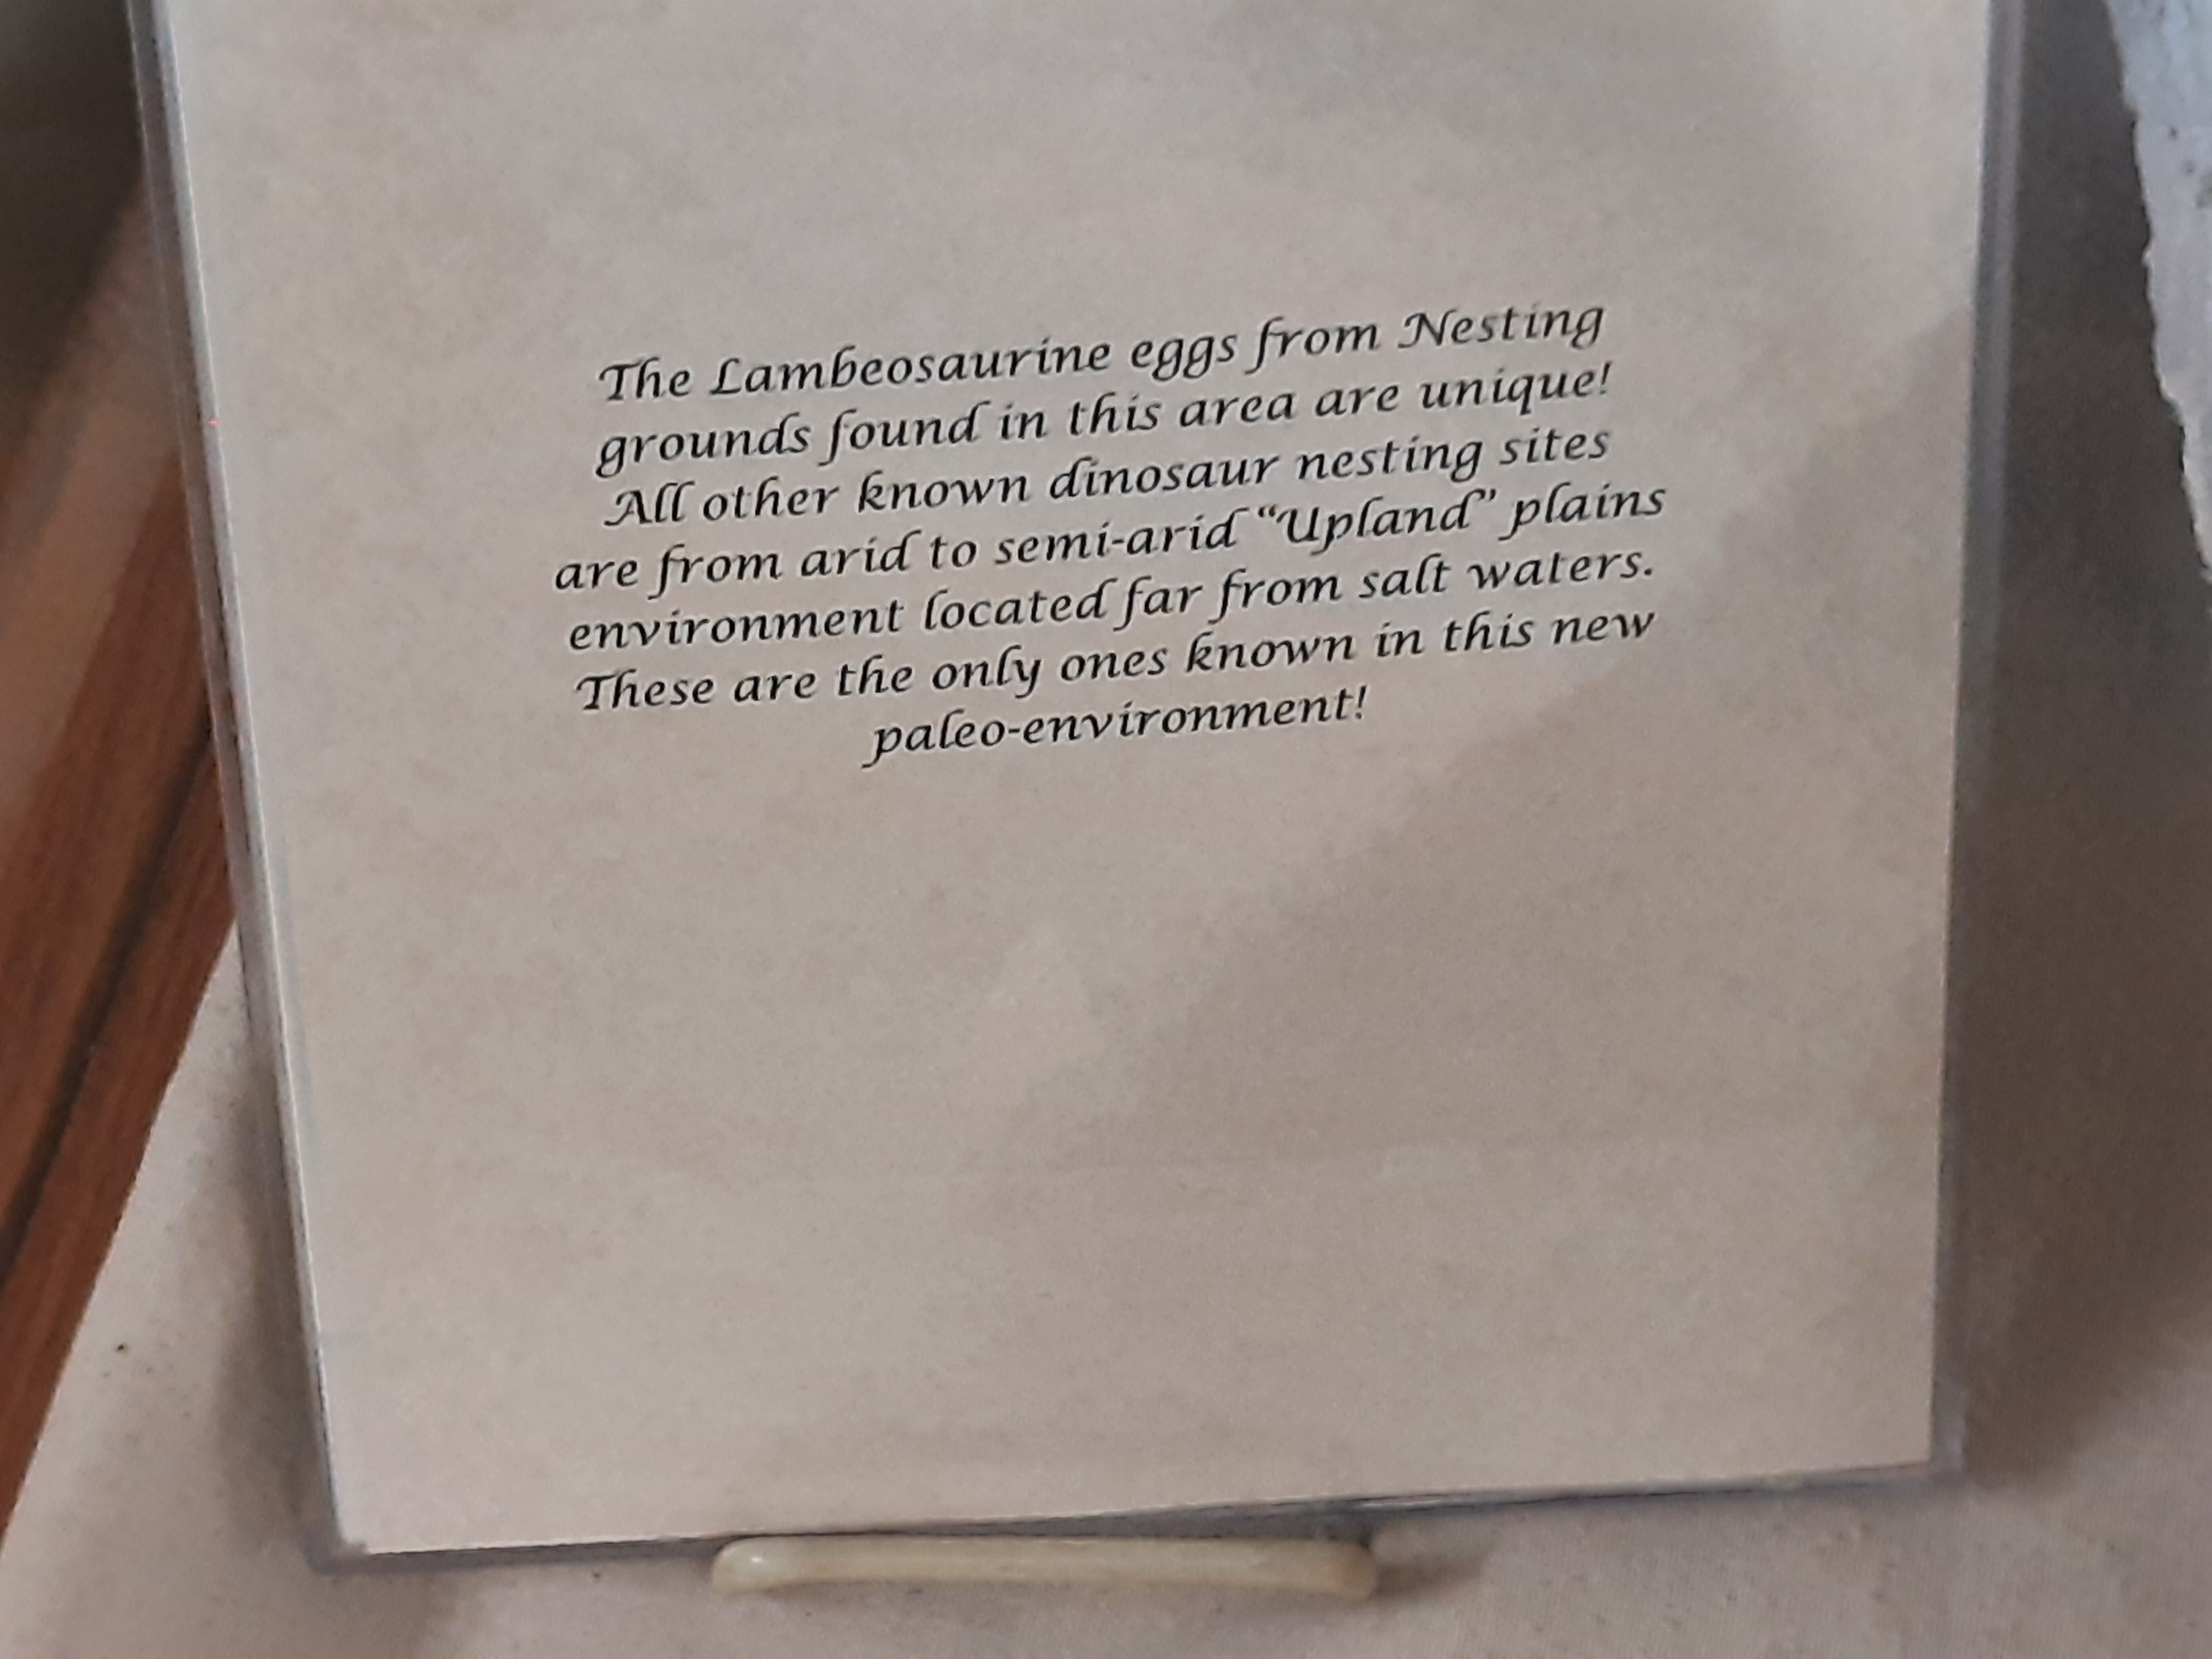 The Lambeosaurine eggs from Nesting
grounds found in this area are unique!
All other known dinosaur nesting sites
are from arid to semi-arid “Upland” plains
environment located far from salt waters.
These are the only ones known in this new
paleo-environment!